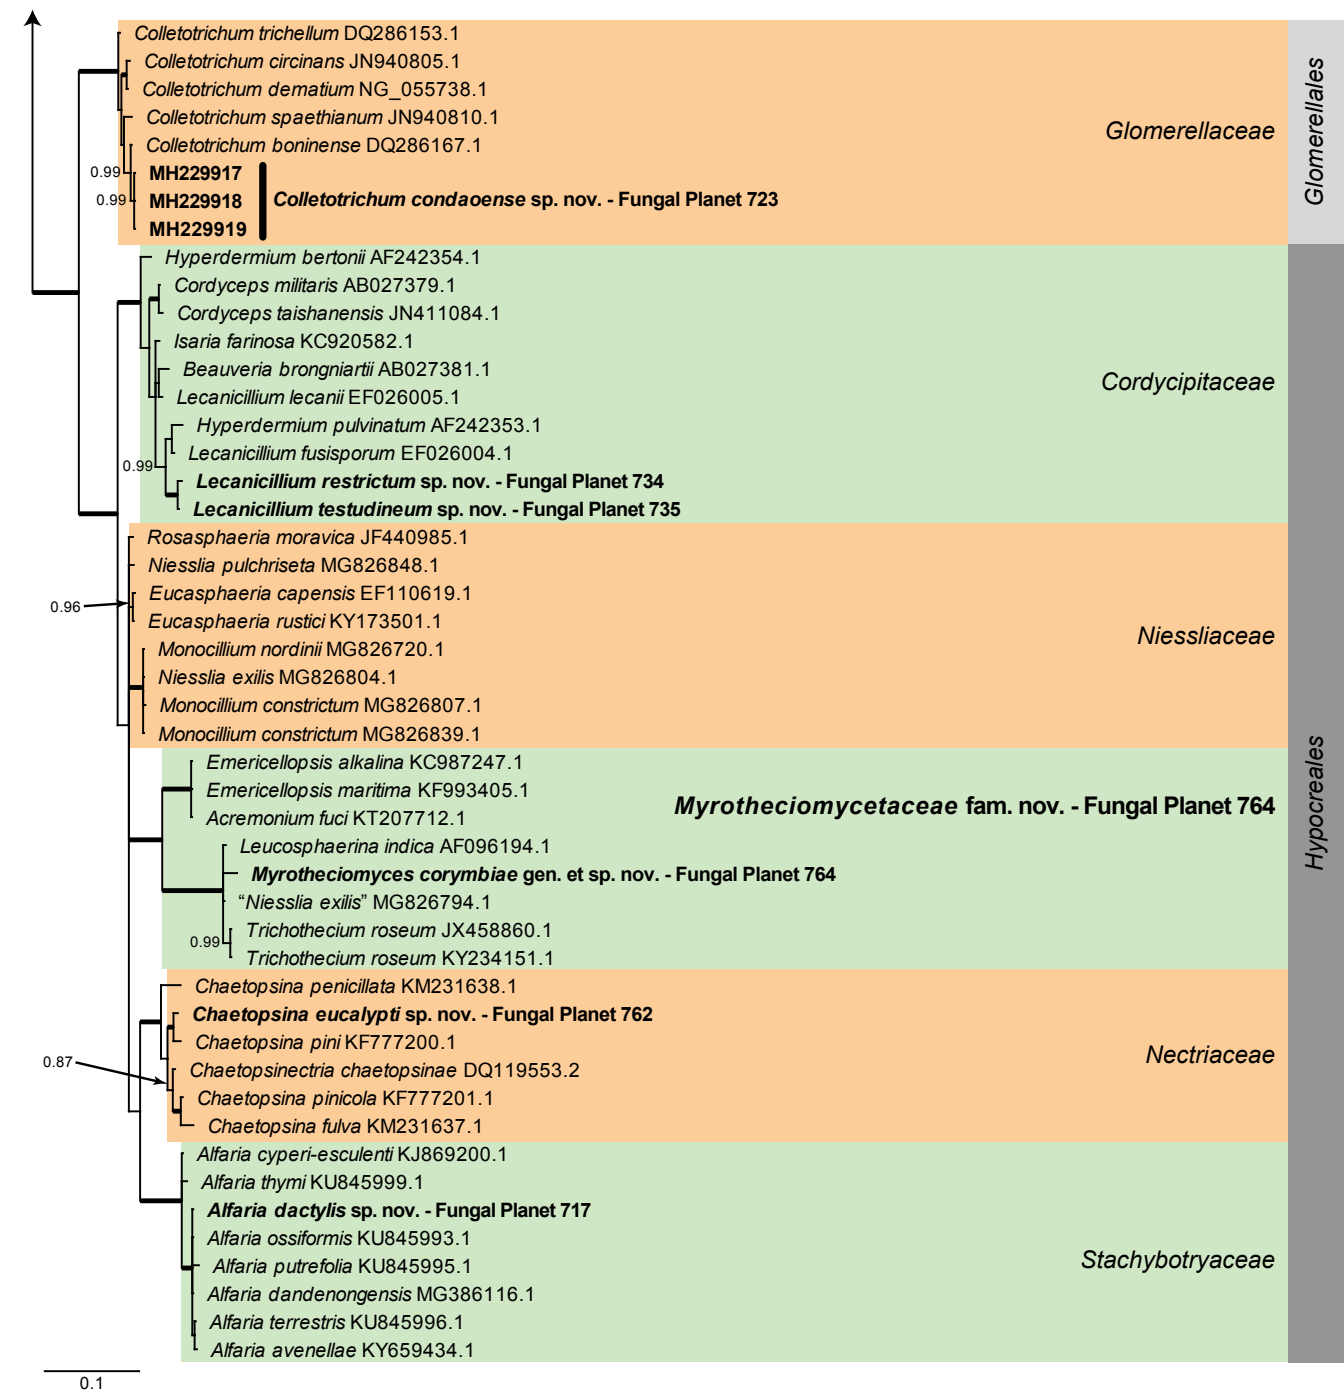 Colletotrichum trichellum DQ286153.1
Colletotrichum circinans JN940805.1
Colletotrichum dematium NG_055738.1
Colletotrichum spaethianum JN940810.1
Glomerellaceae
Glomerellales
Colletotrichum boninense DQ286167.1
0.99
MH229917
0.99
MH229918
Colletotrichum condaoense sp. nov. - Fungal Planet 723
MH229919
Hyperdermium bertonii AF242354.1
Cordyceps militaris AB027379.1
Cordyceps taishanensis JN411084.1
Isaria farinosa KC920582.1
Beauveria brongniartii AB027381.1
Cordycipitaceae
Lecanicillium lecanii EF026005.1
Hyperdermium pulvinatum AF242353.1
Lecanicillium fusisporum EF026004.1
0.99
Lecanicillium restrictum sp. nov. - Fungal Planet 734
Lecanicillium testudineum sp. nov. - Fungal Planet 735
Rosasphaeria moravica JF440985.1
Niesslia pulchriseta MG826848.1
Eucasphaeria capensis EF110619.1
0.96
Eucasphaeria rustici KY173501.1
Niessliaceae
Monocillium nordinii MG826720.1
Niesslia exilis MG826804.1
Monocillium constrictum MG826807.1
Monocillium constrictum MG826839.1
Emericellopsis alkalina KC987247.1
Emericellopsis maritima KF993405.1
Myrotheciomycetaceae fam. nov. - Fungal Planet 764
Hypocreales
Acremonium fuci KT207712.1
Leucosphaerina indica AF096194.1
Myrotheciomyces corymbiae gen. et sp. nov. - Fungal Planet 764
“Niesslia exilis” MG826794.1
Trichothecium roseum JX458860.1
0.99
Trichothecium roseum KY234151.1
Chaetopsina penicillata KM231638.1
Chaetopsina eucalypti sp. nov. - Fungal Planet 762
Chaetopsina pini KF777200.1
Nectriaceae
0.87
Chaetopsinectria chaetopsinae DQ119553.2
Chaetopsina pinicola KF777201.1
Chaetopsina fulva KM231637.1
Alfaria cyperi-esculenti KJ869200.1
Alfaria thymi KU845999.1
Alfaria dactylis sp. nov. - Fungal Planet 717
Alfaria ossiformis KU845993.1
Stachybotryaceae
Alfaria putrefolia KU845995.1
Alfaria dandenongensis MG386116.1
Alfaria terrestris KU845996.1
Alfaria avenellae KY659434.1
0.1